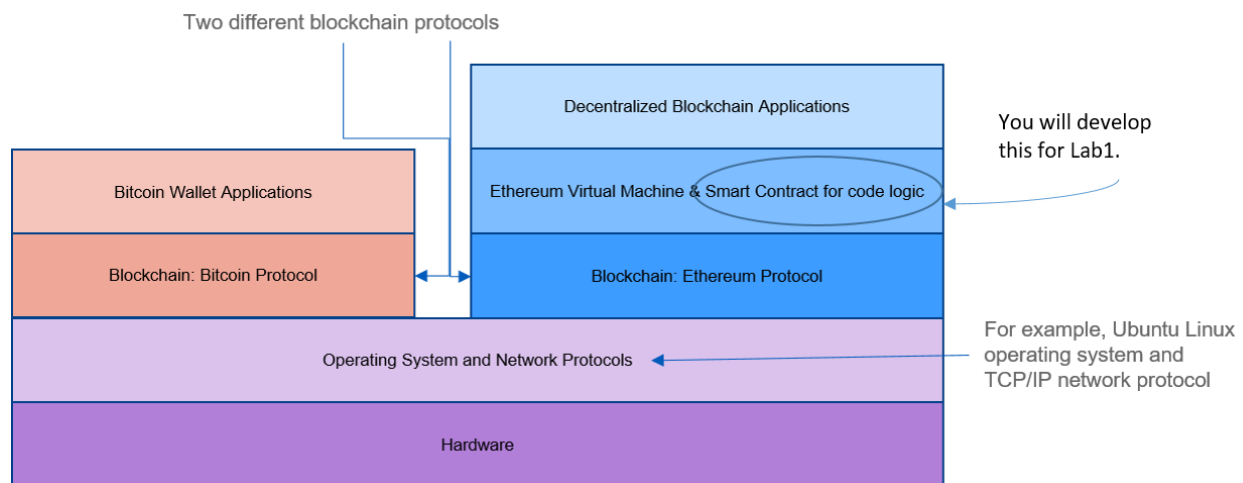 Two different blockchain protocols
Decentralized Blockchain Applications
You will develop
this for Lab1.
Bitcoin Wallet Applications
Ethereum Virtual Machine & Smart Contract for code logic
Blockchain: Bitcoin Protocol
Blockchain: Ethereum Protocol
For example, Ubuntu Linux
operating system and
TCP/IP network protocol
Operating System and Network Protocols
Hardware